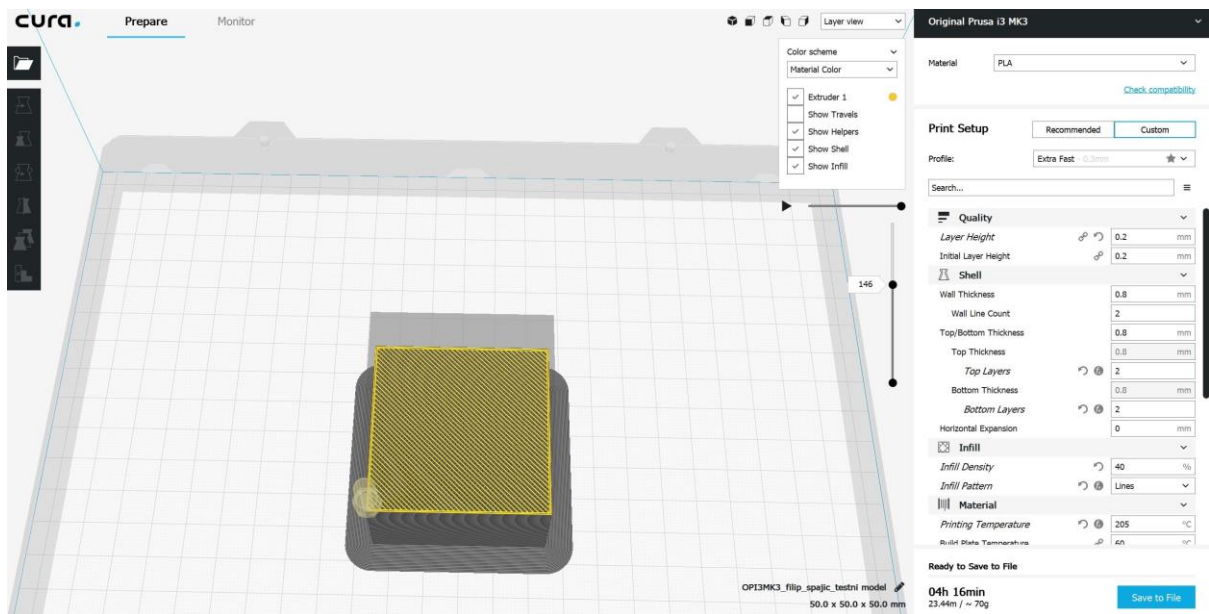 cura.
Prepare
Monitor
Layer view
Color scheme
Material Color
Extruder 1
Show Travels
Show Helpers
Show Shell
Show Infill
146
OPI3MK3_filip_spajic_testni model
50.0 x 50.0 x 50.0 mm
Original Prusa i3 MK3
Material PLA
Check compatibility
Print Setup Recommended Custom
Profile: Extra Fast - 0.3mm
Search...
Quality
Layer Height 0.2 mm
Initial Layer Height 0.2 mm
Shell
Wall Thickness 0.8 mm
Wall Line Count 2
Top/Bottom Thickness 0.8 mm
Top Thickness 0.8 mm
Top Layers 2
Bottom Thickness 0.8 mm
Bottom Layers 2
Horizontal Expansion 0 mm
Infill
Infill Density 40 %
Infill Pattern Lines
Material
Printing Temperature 205 °C
Build Plate Temperature 60 °C
Ready to Save to File
04h 16min
23.44m / ~ 70g
Save to File